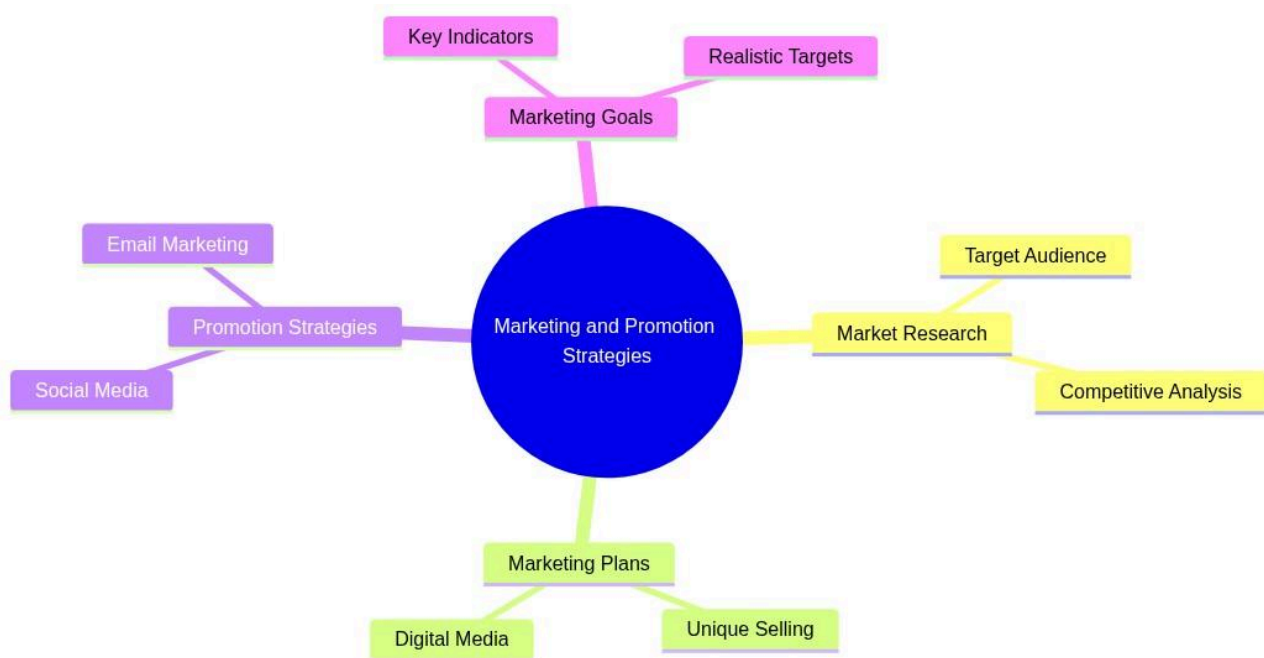 Key Indicators
Realistic Targets
Marketing Goals
Email Marketing
Target Audience
Promotion Strategies
Marketing and Promotion
Strategies
Market Research
Social Media
Competitive Analysis
Marketing Plans
Digital Media
Unique Selling